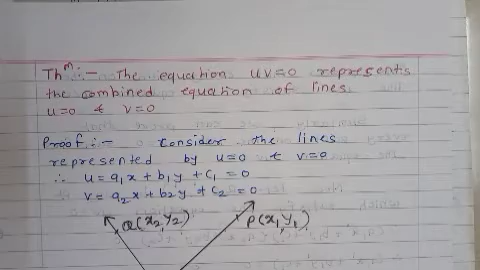 Th^m :- The equation uv=0 represents
the combined equation of lines
u=0 & v=0
Proof :- Consider the lines
represented by u=0 & v=0
∴ u = a₁x + b₁y + c₁ = 0
v = a₂x + b₂y + c₂ = 0
Q(x₂,y₂) P(x₁,y₁)